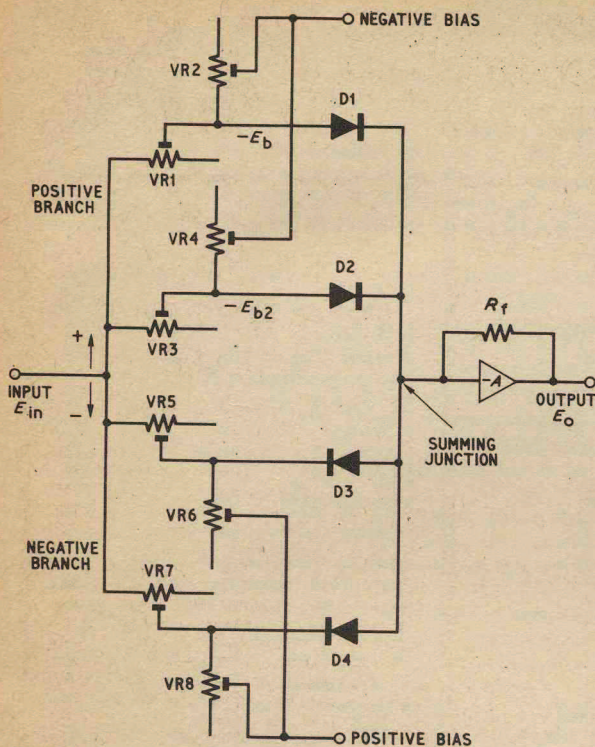 NEGATIVE BIAS
VR2
D1
-Eb
VR1
POSITIVE
BRANCH
VR4
D2
-Eb2
Rf
VR3
+
INPUT
Ein
-
-A
OUTPUT
Eo
VR5
SUMMING
JUNCTION
D3
VR6
NEGATIVE
BRANCH
VR7
D4
VR8
POSITIVE BIAS